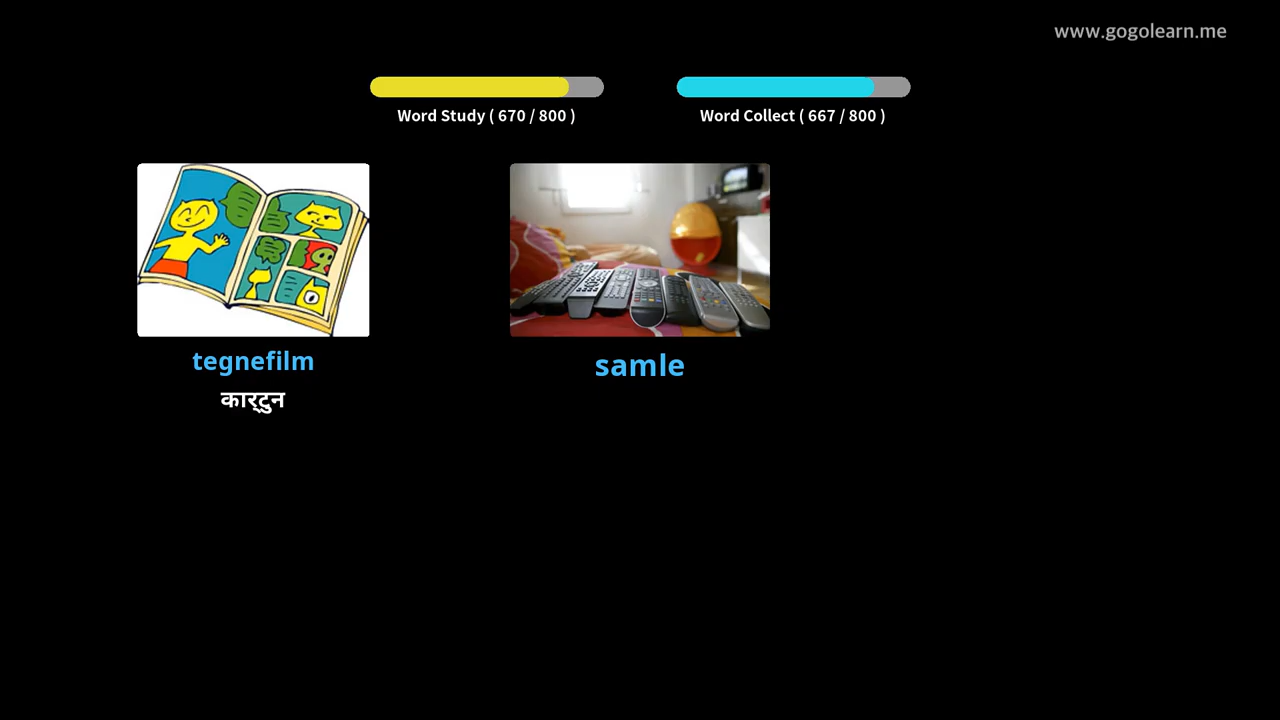 www.gogolearn.me
Word Study ( 670 / 800 )
Word Collect ( 667 / 800 )
tegnefilm
कार्टुन
samle